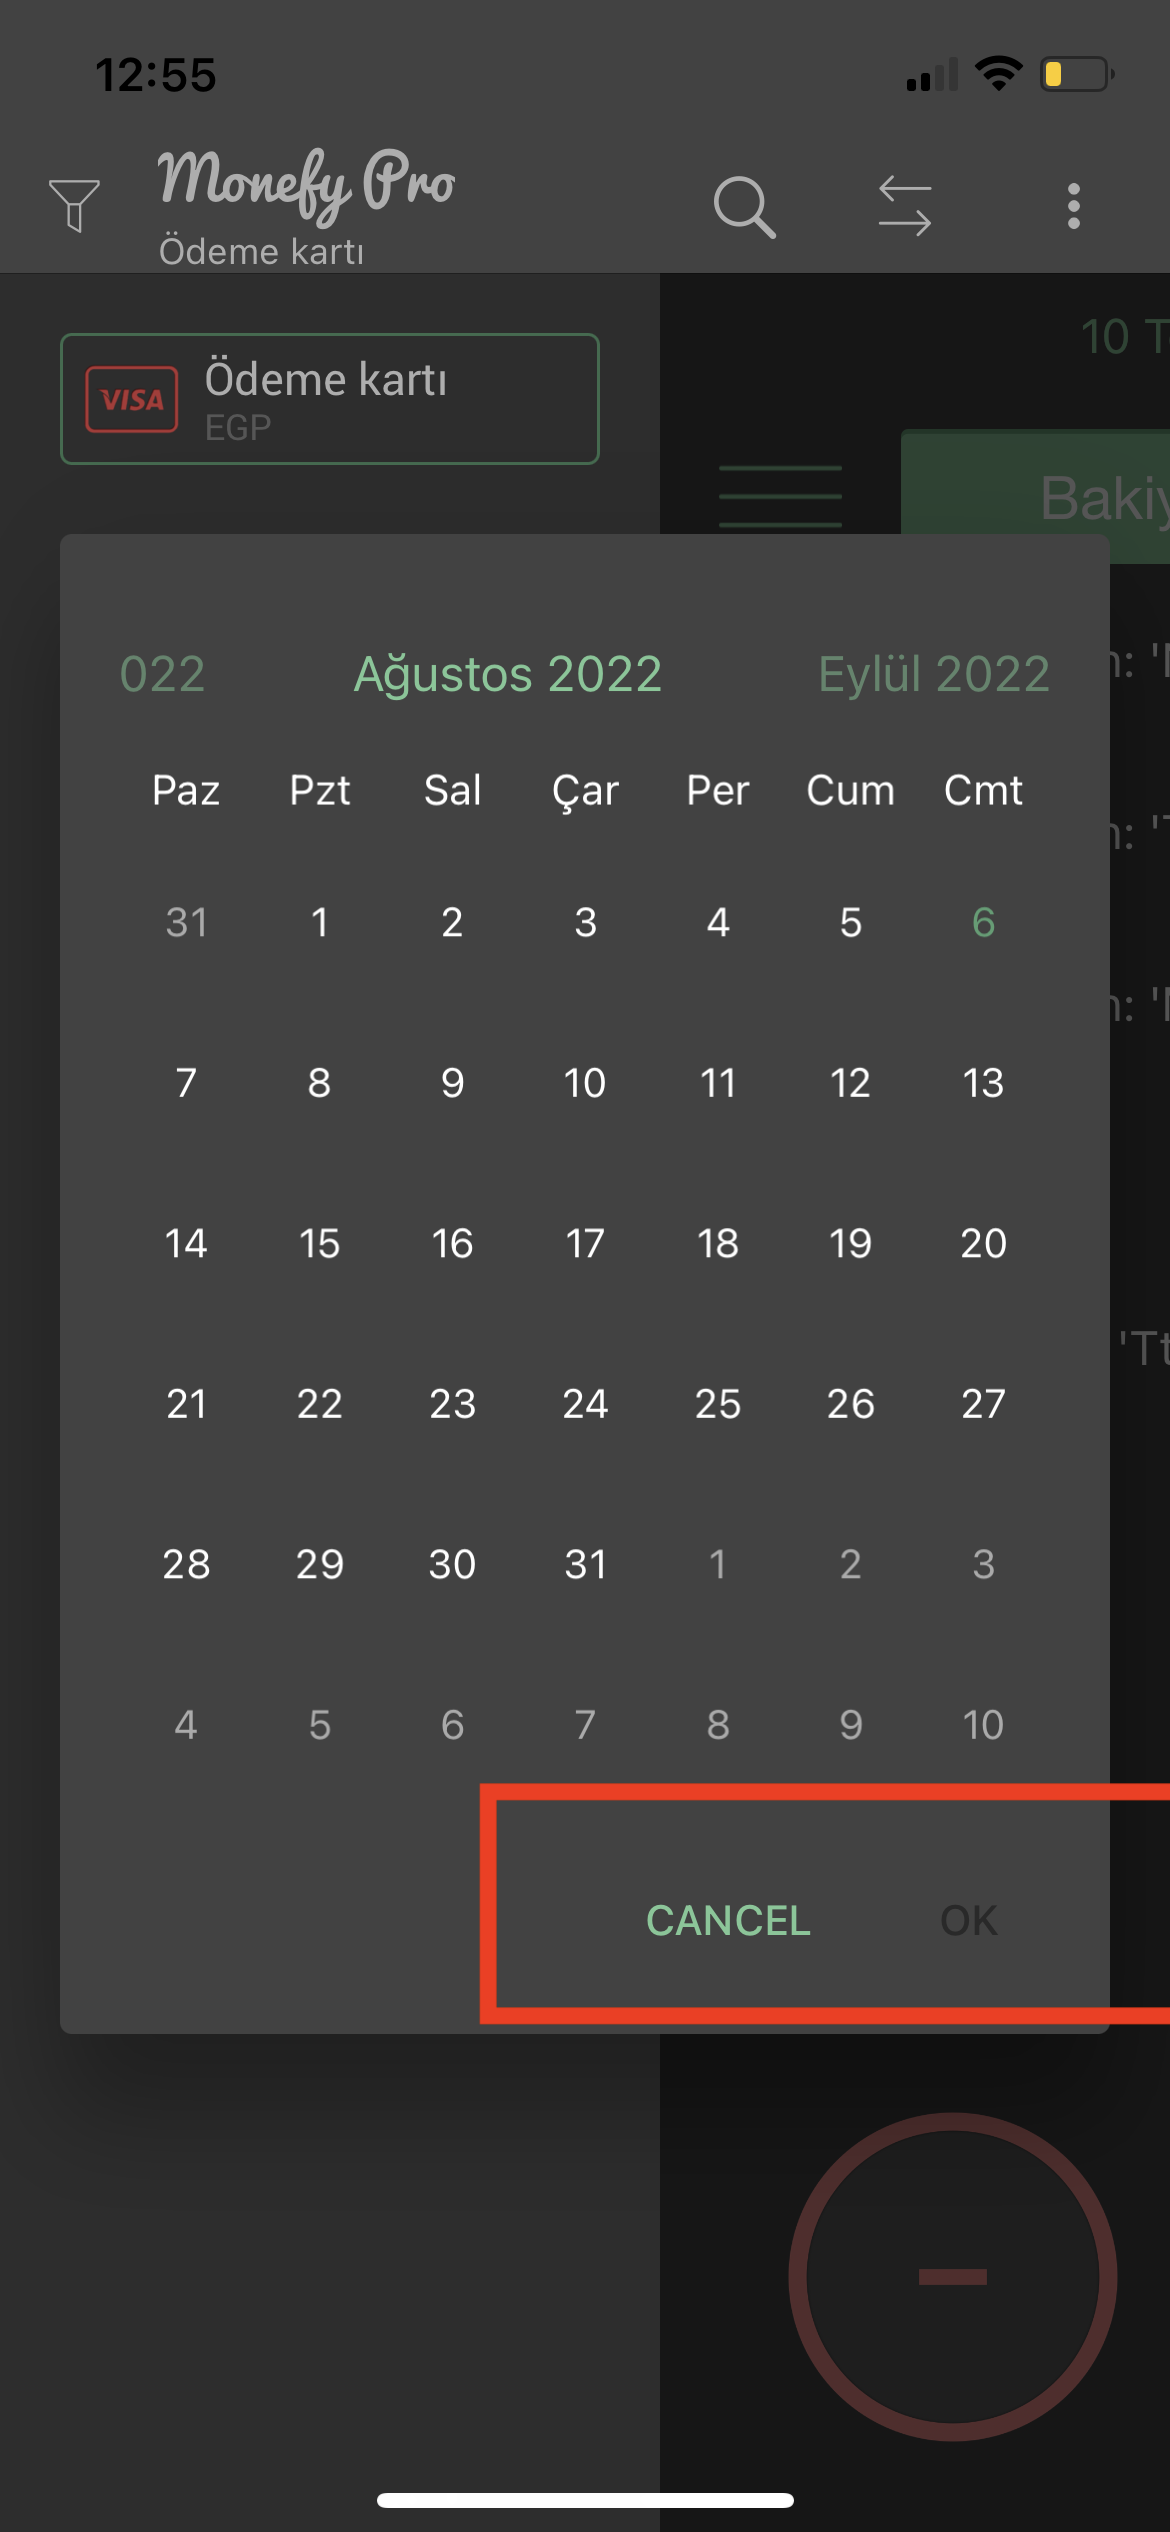 12:55
Monefy Pro
Ödeme kartı
VISA
Ödeme kartı
EGP
10 T
Bakiy
022 Ağustos 2022 Eylül 2022
Paz Pzt Sal Çar Per Cum Cmt
31 1 2 3 4 5 6
7 8 9 10 11 12 13
14 15 16 17 18 19 20
21 22 23 24 25 26 27
28 29 30 31 1 2 3
4 5 6 7 8 9 10
'Tt
CANCEL OK